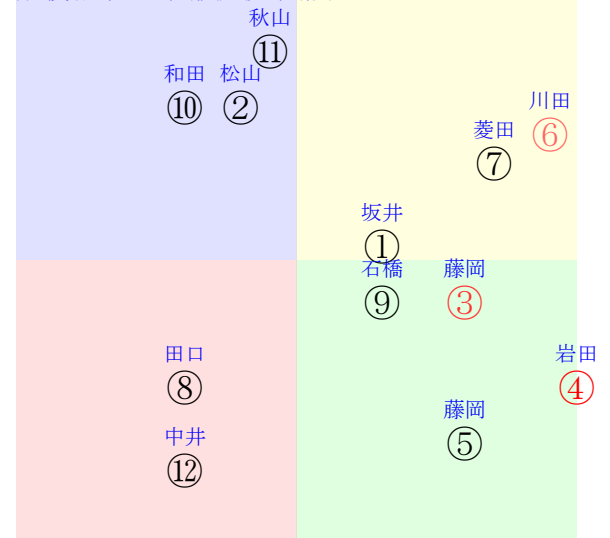 秋山
⑪
和田 松山
⑩ ②
川田
⑥
菱田
⑦
坂井
①
石橋 藤岡
⑨ ③
田口 岩田
⑧ ④
藤岡
⑤
中井
⑫